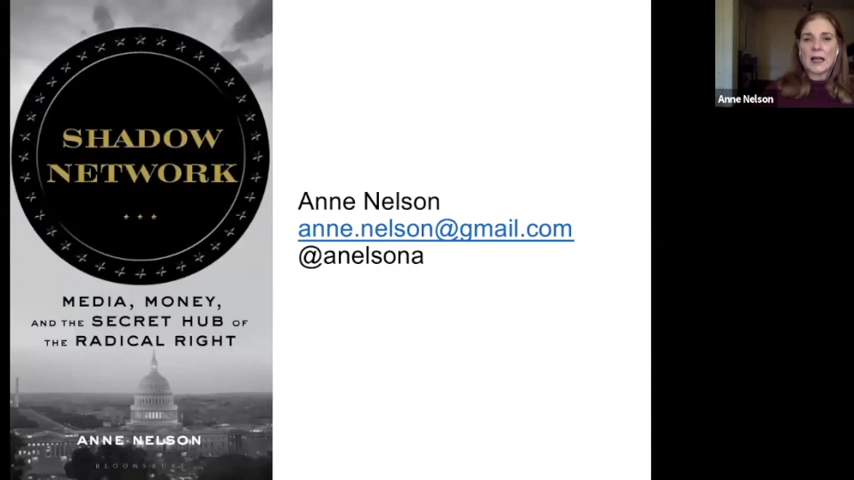 SHADOW
NETWORK
MEDIA, MONEY,
AND THE SECRET HUB OF
THE RADICAL RIGHT
ANNE NELSON
BLOOMSBURY
Anne Nelson
anne.nelson@gmail.com
@anelsona
Anne Nelson